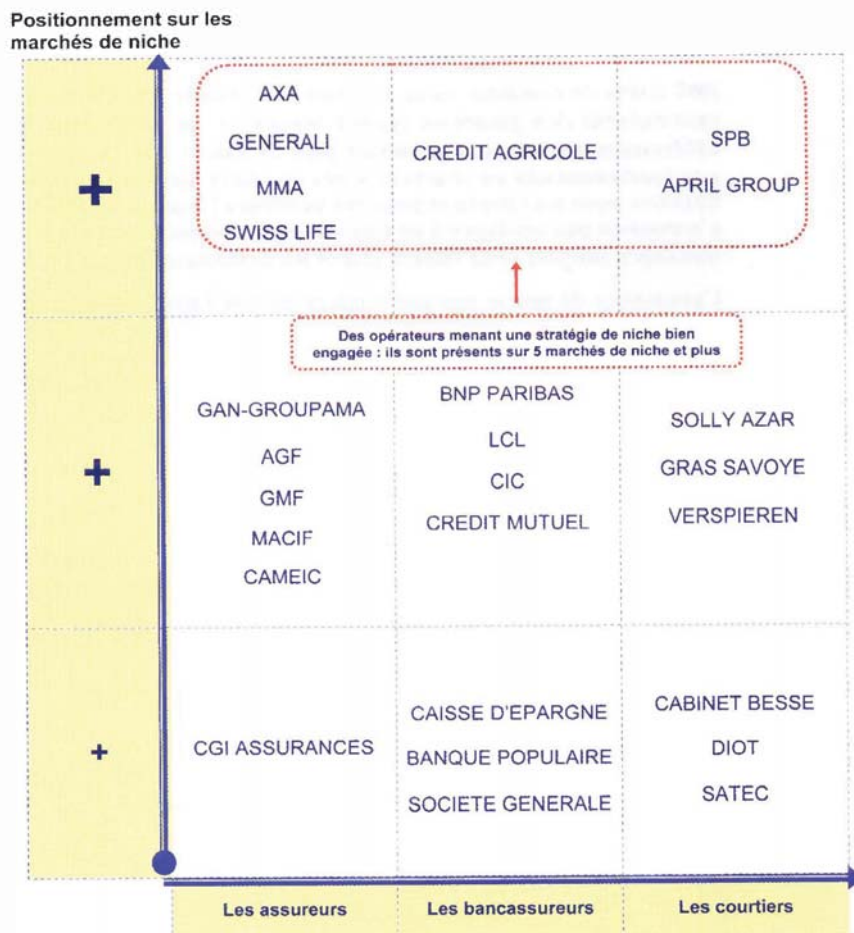 Positionnement sur les
marchés de niche
+
AXA
GENERALI
MMA
SWISS LIFE
CREDIT AGRICOLE
SPB
APRIL GROUP
Des opérateurs menant une stratégie de niche bien
engagée : ils sont présents sur 5 marchés de niche et plus
+
GAN-GROUPAMA
AGF
GMF
MACIF
CAMEIC
BNP PARIBAS
LCL
CIC
CREDIT MUTUEL
SOLLY AZAR
GRAS SAVOYE
VERSPIEREN
+
CGI ASSURANCES
CAISSE D'EPARGNE
BANQUE POPULAIRE
SOCIETE GENERALE
CABINET BESSE
DIOT
SATEC
Les assureurs
Les bancassureurs
Les courtiers